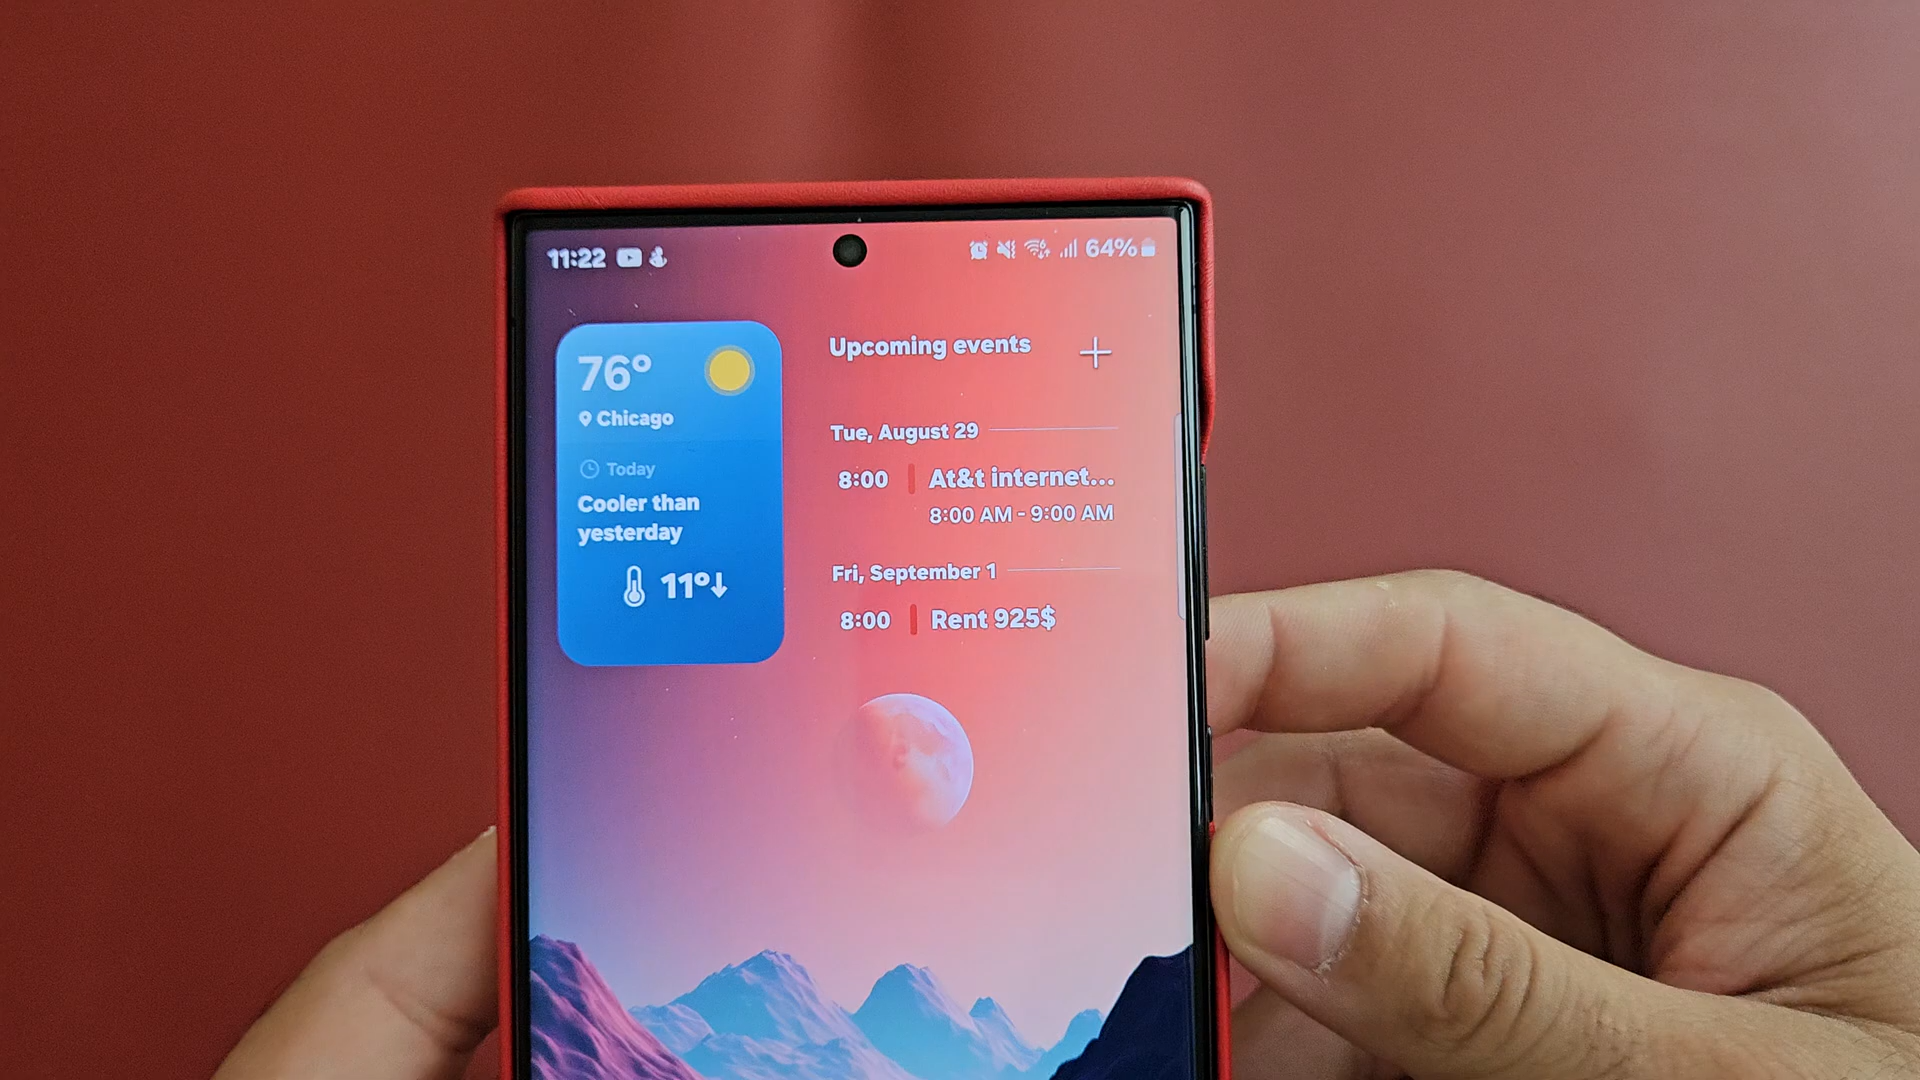 11:22
64%
76°
Chicago
Today
Cooler than
yesterday
11°↓
Upcoming events
Tue, August 29
8:00 At&t internet...
8:00 AM - 9:00 AM
Fri, September 1
8:00 Rent 925$